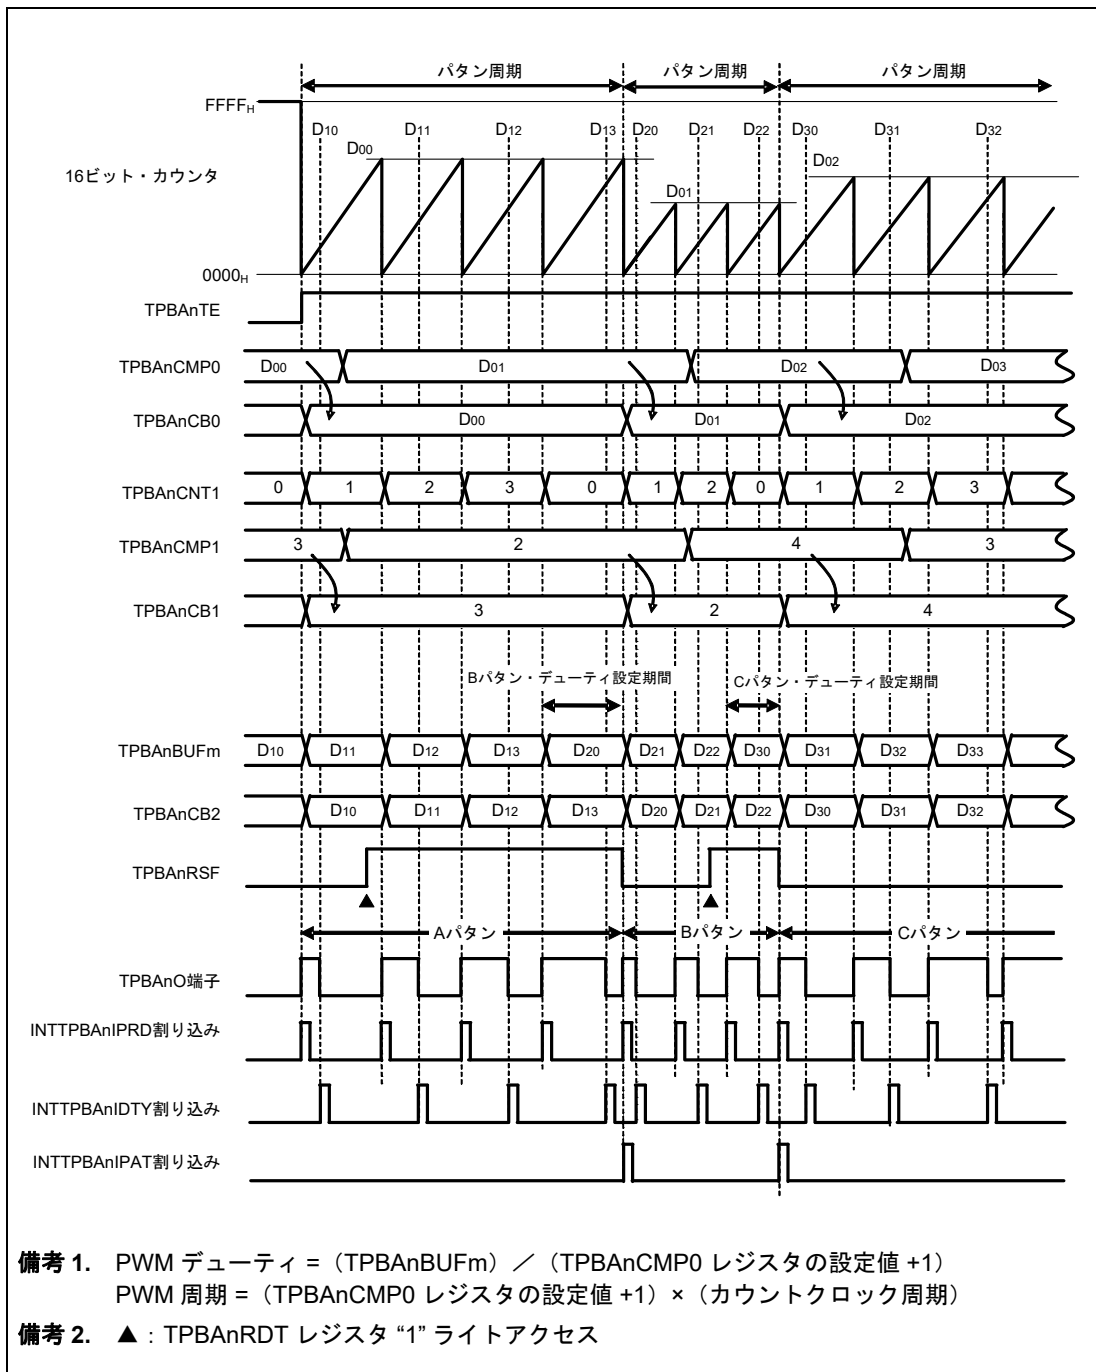 パタン周期 パタン周期 パタン周期
FFFFH
D10 D11 D12 D13 D20 D21 D22 D30 D31 D32
D00 D01 D02
16ビット・カウンタ
0000H
TPBAnTE
TPBAnCMP0 D00 D01 D02 D03
TPBAnCB0 D00 D01 D02
TPBAnCNT1 0 1 2 3 0 1 2 0 1 2 3
TPBAnCMP1 3 2 4 3
TPBAnCB1 3 2 4
Bパタン・デューティ設定期間 Cパタン・デューティ設定期間
TPBAnBUFm D10 D11 D12 D13 D20 D21 D22 D30 D31 D32 D33
TPBAnCB2 D10 D11 D12 D13 D20 D21 D22 D30 D31 D32
TPBAnRSF
▲ ▲
Aパタン Bパタン Cパタン
TPBAnO端子
INTTPBAnIPRD割り込み
INTTPBAnIDTY割り込み
INTTPBAnIPAT割り込み
備考 1. PWM デューティ =（TPBAnBUFm）／（TPBAnCMP0 レジスタの設定値 +1）
PWM 周期 =（TPBAnCMP0 レジスタの設定値 +1）×（カウントクロック周期）
備考 2. ▲：TPBAnRDT レジスタ “1” ライトアクセス